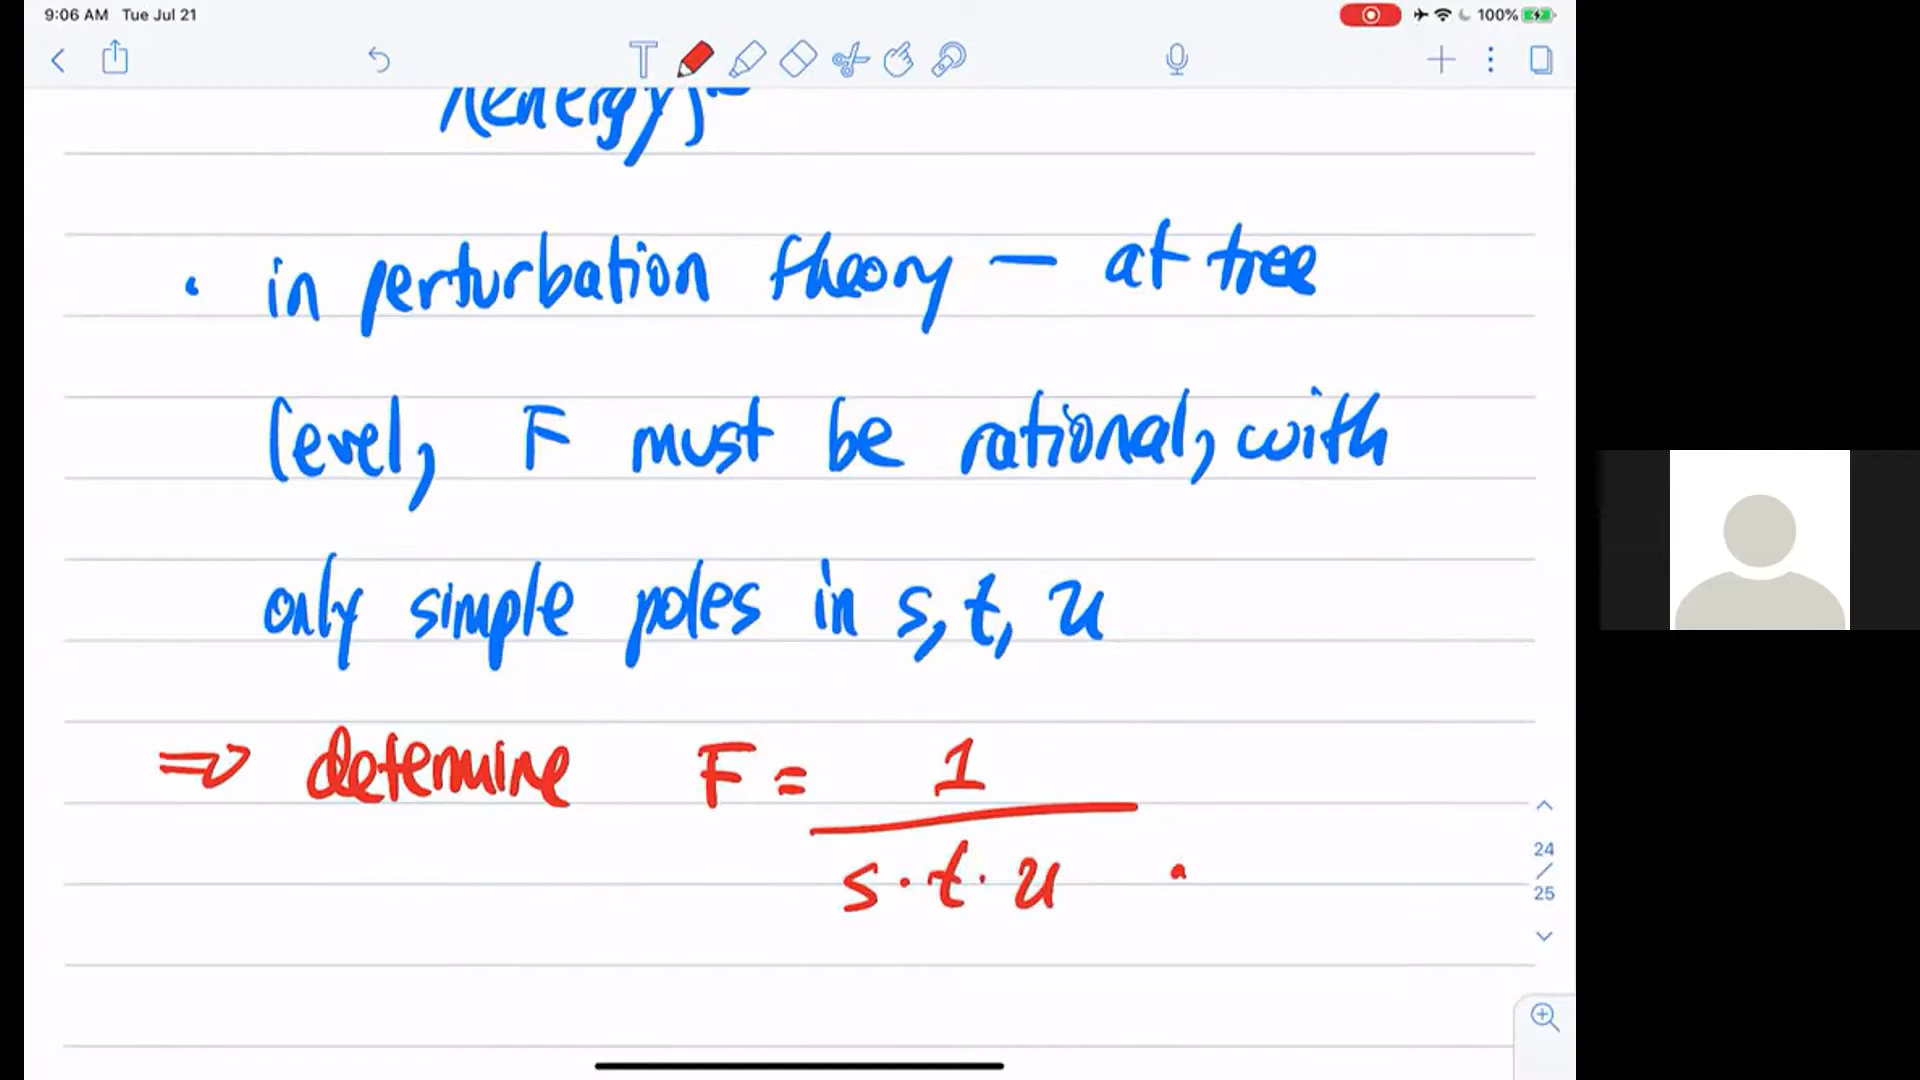 9:06 AM Tue Jul 21
100%
T
(energy)
• in perturbation theory — at tree
level, F must be rational, with
only simple poles in s, t, u
⇒ determine F = 1
s · t · u .
24
/
25